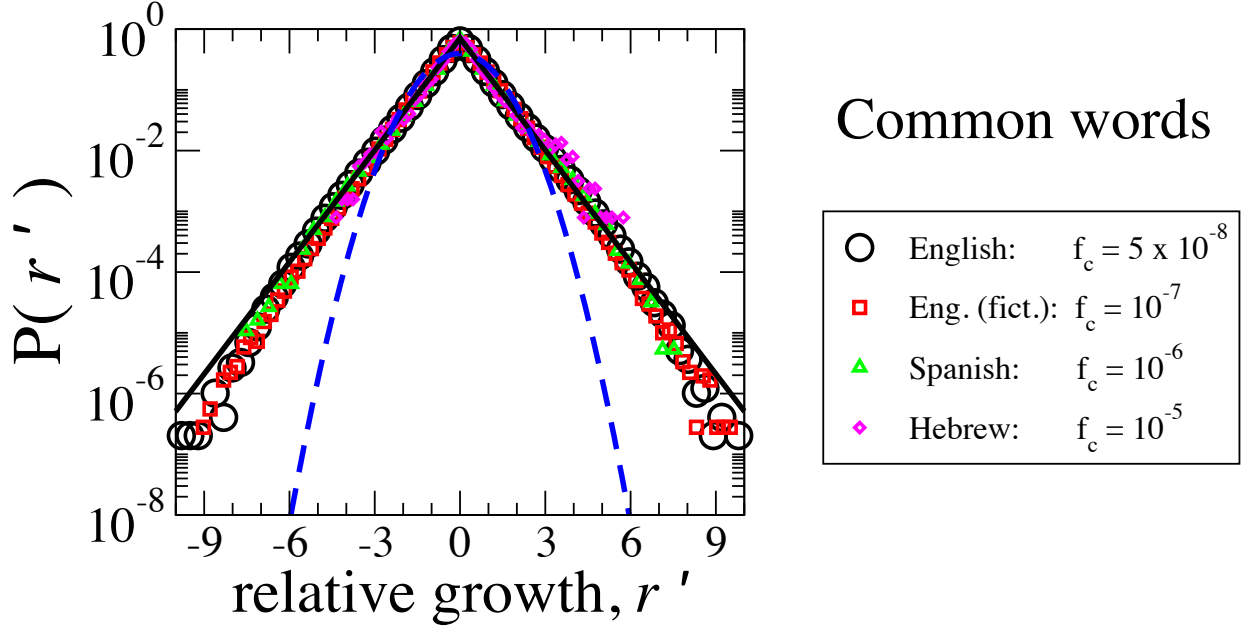 10^0
10^-2
10^-4
10^-6
10^-8
P( r ′ )
-9 -6 -3 0 3 6 9
relative growth, r ′
Common words
English: f_c = 5 x 10^-8
Eng. (fict.): f_c = 10^-7
Spanish: f_c = 10^-6
Hebrew: f_c = 10^-5